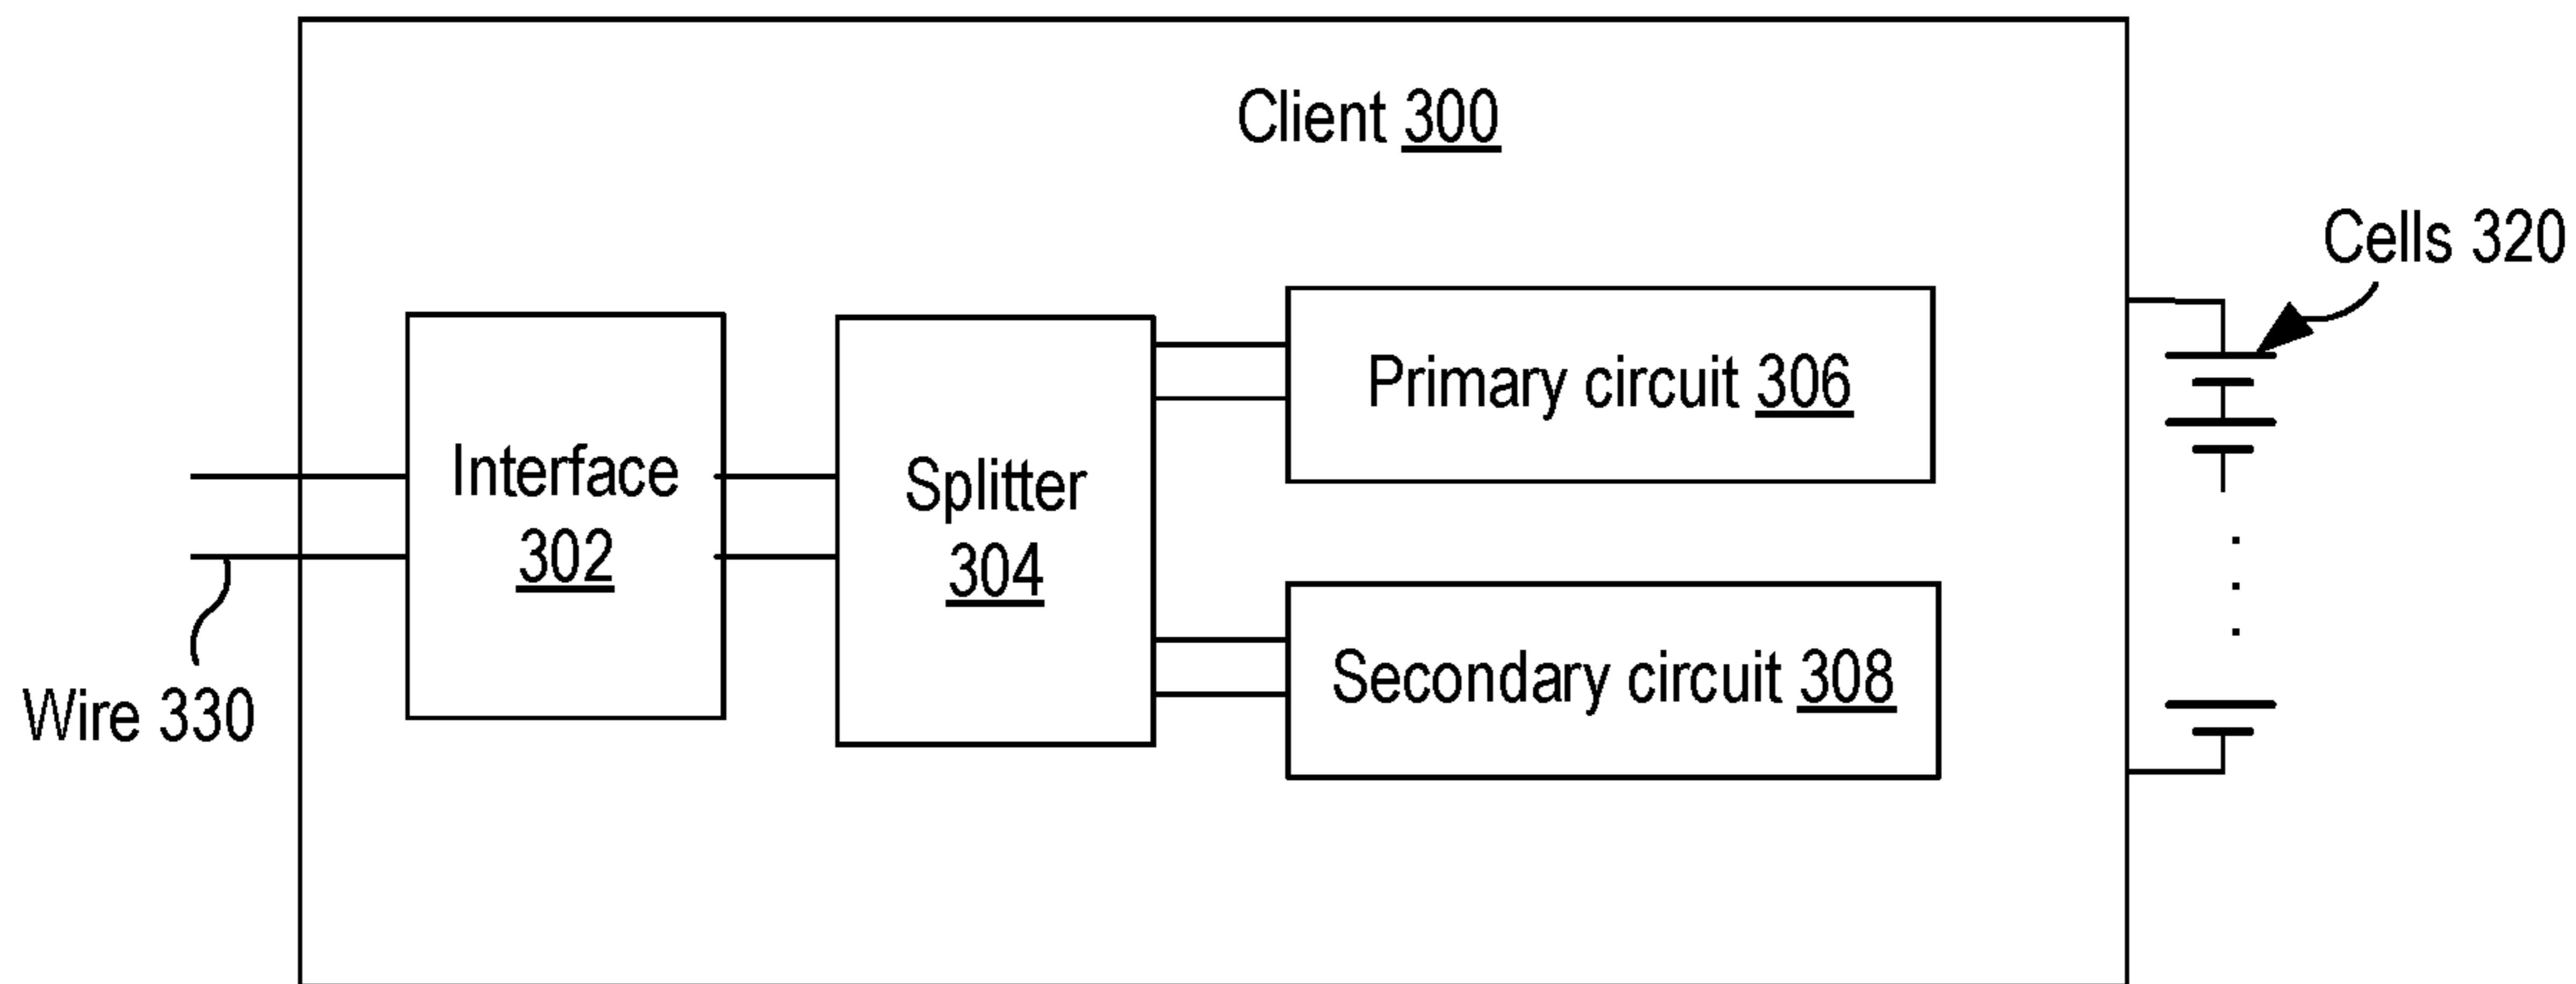 Client 300
Cells 320
Primary circuit 306
Interface
302
Splitter
304
Secondary circuit 308
Wire 330